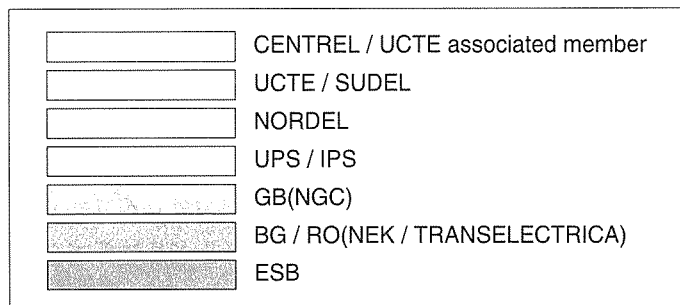 CENTREL / UCTE associated member
UCTE / SUDEL
NORDEL
UPS / IPS
GB(NGC)
BG / RO(NEK / TRANSELECTRICA)
ESB